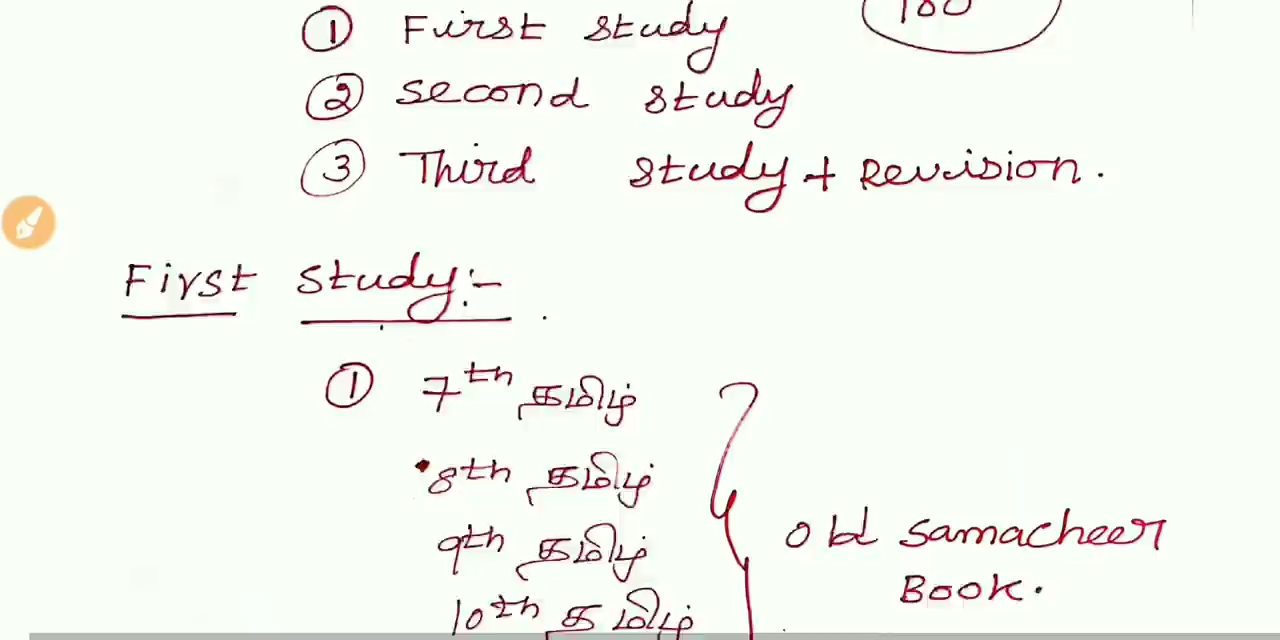 100
① First study
② second study
③ Third study + Revision.
First study:-
① 7th தமிழ்
8th தமிழ்
9th தமிழ்
10th தமிழ்
old samacheer
Book.